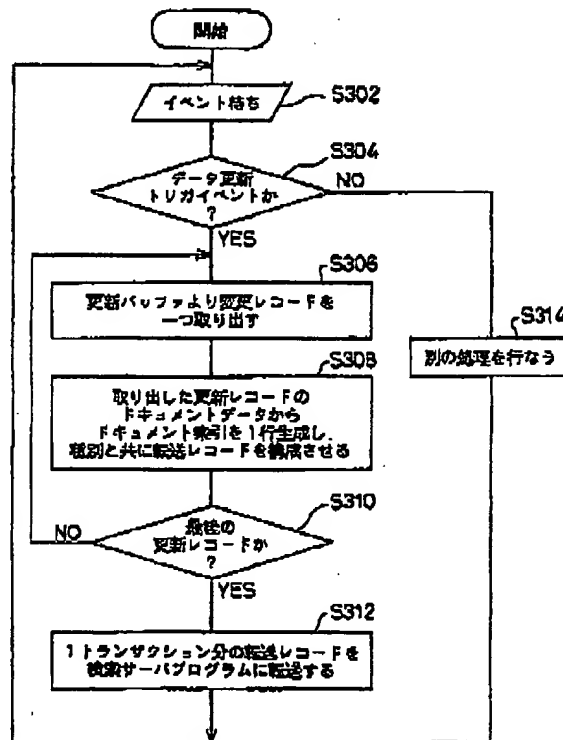 開始
イベント待ち
S302
S304
データ更新
トリガイベントか
?
NO
YES
S306
更新バッファより変更レコードを
一つ取り出す
S314
別の処理を行なう
S308
取り出した更新レコードの
ドキュメントデータから
ドキュメント索引を1行生成し、
種別と共に転送レコードを構成させる
S310
最後の
更新レコードか
?
NO
YES
S312
1トランザクション分の転送レコードを
検索サーバプログラムに転送する